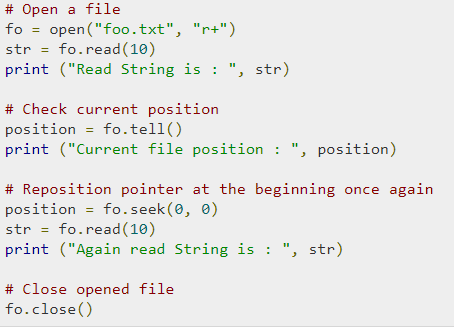 # Open a file
fo = open("foo.txt", "r+")
str = fo.read(10)
print ("Read String is : ", str)
# Check current position
position = fo.tell()
print ("Current file position : ", position)
# Reposition pointer at the beginning once again
position = fo.seek(0, 0)
str = fo.read(10)
print ("Again read String is : ", str)
# Close opened file
fo.close()